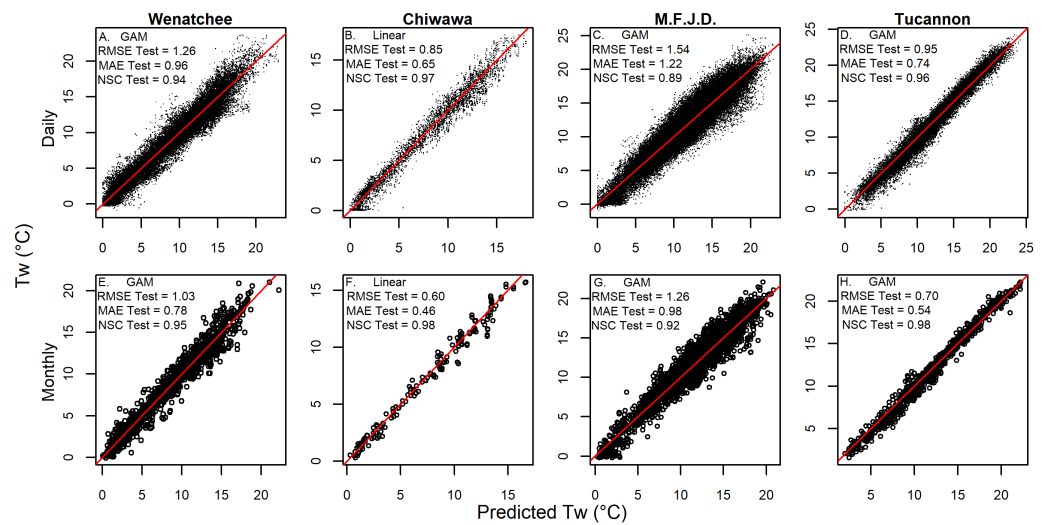 Wenatchee
Chiwawa
M.F.J.D.
Tucannon
Tw (°C)
Daily
A. GAM
RMSE Test = 1.26
MAE Test = 0.96
NSC Test = 0.94
0 5 10 15 20
0 5 10 15 20
B. Linear
RMSE Test = 0.85
MAE Test = 0.65
NSC Test = 0.97
0 5 10 15
0 5 10 15
C. GAM
RMSE Test = 1.54
MAE Test = 1.22
NSC Test = 0.89
0 5 10 15 20 25
0 5 10 15 20
D. GAM
RMSE Test = 0.95
MAE Test = 0.74
NSC Test = 0.96
0 5 10 15 20 25
0 5 10 15 20 25
Monthly
E. GAM
RMSE Test = 1.03
MAE Test = 0.78
NSC Test = 0.95
0 5 10 15 20
0 5 10 15 20
F. Linear
RMSE Test = 0.60
MAE Test = 0.46
NSC Test = 0.98
0 5 10 15
0 5 10 15
G. GAM
RMSE Test = 1.26
MAE Test = 0.98
NSC Test = 0.92
0 5 10 15 20
0 5 10 15 20
H. GAM
RMSE Test = 0.70
MAE Test = 0.54
NSC Test = 0.98
5 10 15 20
5 10 15 20
Predicted Tw (°C)